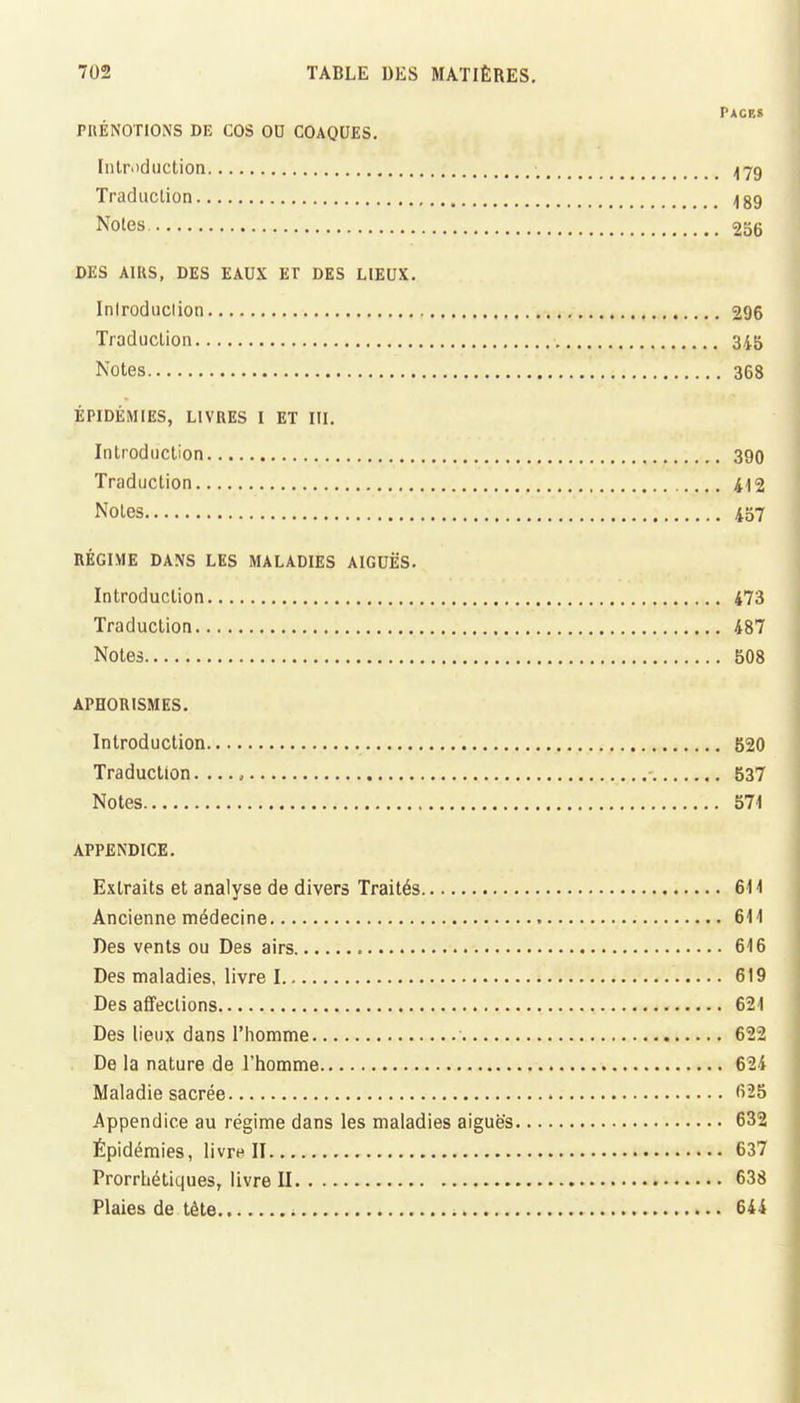 702 TABLE DES MATIÈRES.
PAGES
PRÉNOTIONS DE COS OU COAQUES.
Introduction 179
Traduction 189
Notes 256
DES AIRS, DES EAUX ET DES LIEUX.
Introduction 296
Traduction 345
Notes 368
ÉPIDÉMIES, LIVRES I ET III.
Introduction 390
Traduction 412
Notes 457
RÉGIME DANS LES MALADIES AIGUËS.
Introduction 473
Traduction 487
Notes 508
APHORISMES.
Introduction 520
Traduction 537
Notes 571
APPENDICE.
Extraits et analyse de divers Traités 611
Ancienne médecine 611
Des vents ou Des airs 616
Des maladies, livre I 619
Des affections 621
Des lieux dans l'homme 622
De la nature de l'homme 624
Maladie sacrée 625
Appendice au régime dans les maladies aiguës 632
Épidémies, livre II 637
Prorrhétiques, livre II 638
Plaies de tête 644